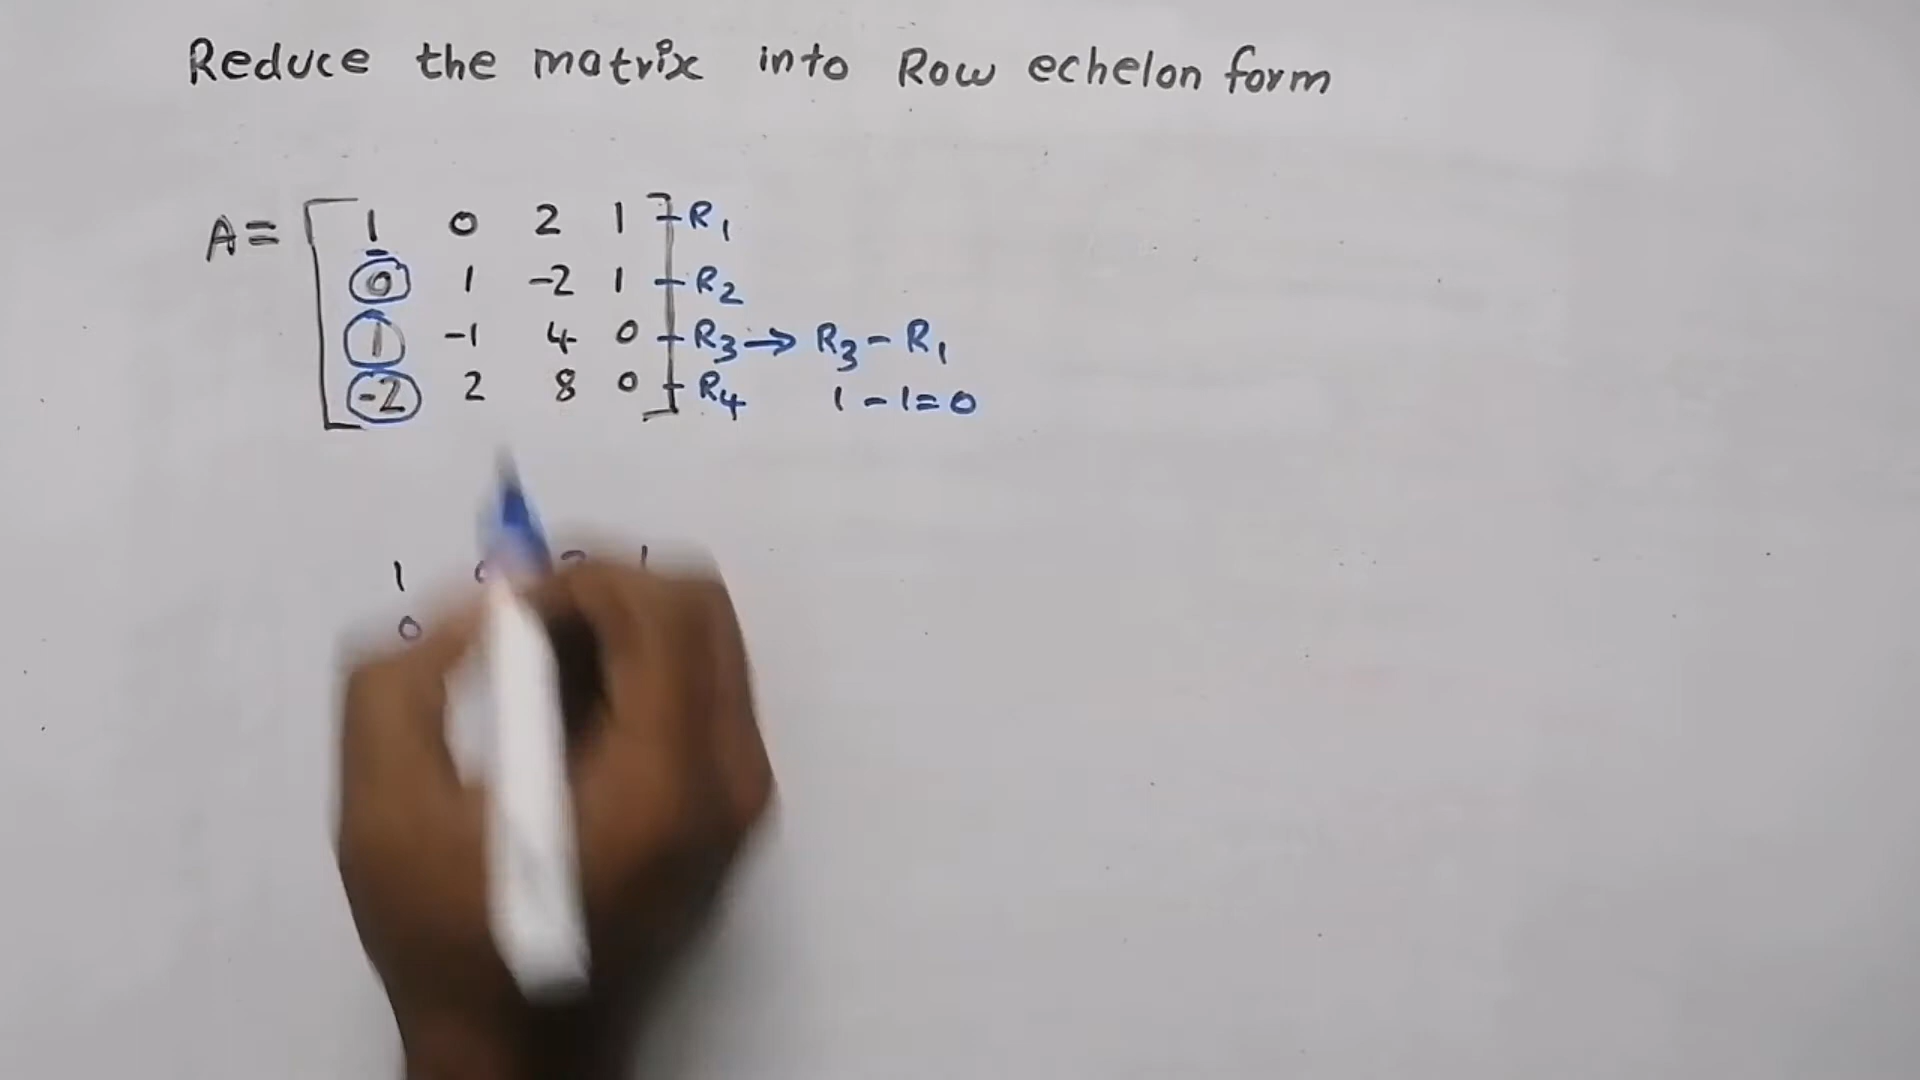 Reduce the matrix into Row echelon form
A= [ 1 0 2 1 ] - R1
0 1 -2 1 - R2
1 -1 4 0 - R3 → R3 - R1
-2 2 8 0 - R4 1 - 1 = 0
1 1
0